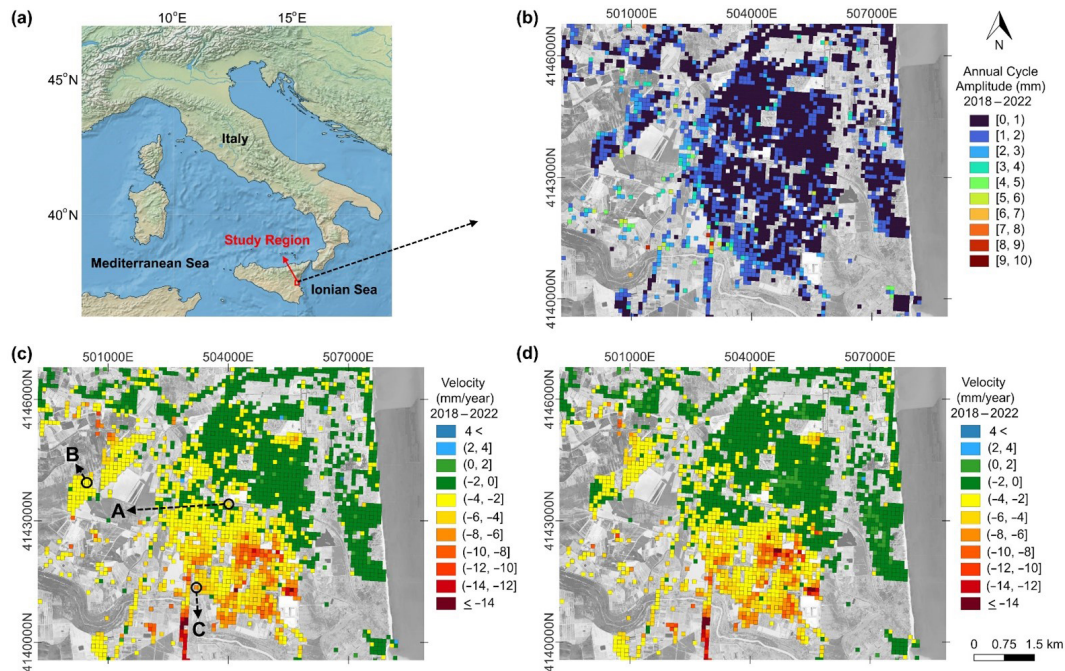 (a)
10°E
15°E
45°N
40°N
Italy
Study Region
Mediterranean Sea
Ionian Sea
(b)
501000E
504000E
507000E
4146000N
4143000N
4140000N
N
Annual Cycle
Amplitude (mm)
2018–2022
[0, 1)
[1, 2)
[2, 3)
[3, 4)
[4, 5)
[5, 6)
[6, 7)
[7, 8)
[8, 9)
[9, 10)
(c)
501000E
504000E
507000E
4146000N
4143000N
4140000N
B
A
C
Velocity
(mm/year)
2018–2022
4 <
(2, 4]
(0, 2]
(−2, 0]
(−4, −2]
(−6, −4]
(−8, −6]
(−10, −8]
(−12, −10]
(−14, −12]
≤ −14
(d)
501000E
504000E
507000E
4146000N
4143000N
4140000N
Velocity
(mm/year)
2018–2022
4 <
(2, 4]
(0, 2]
(−2, 0]
(−4, −2]
(−6, −4]
(−8, −6]
(−10, −8]
(−12, −10]
(−14, −12]
≤ −14
0 0.75 1.5 km